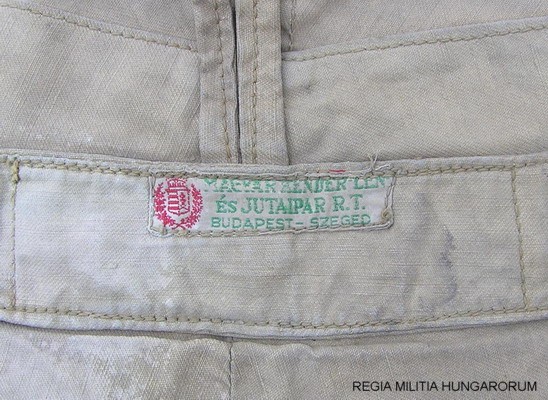 MAGYAR KENDER LEN
ÉS JUTAIPAR R.T.
BUDAPEST – SZEGED
REGIA MILITIA HUNGARORUM